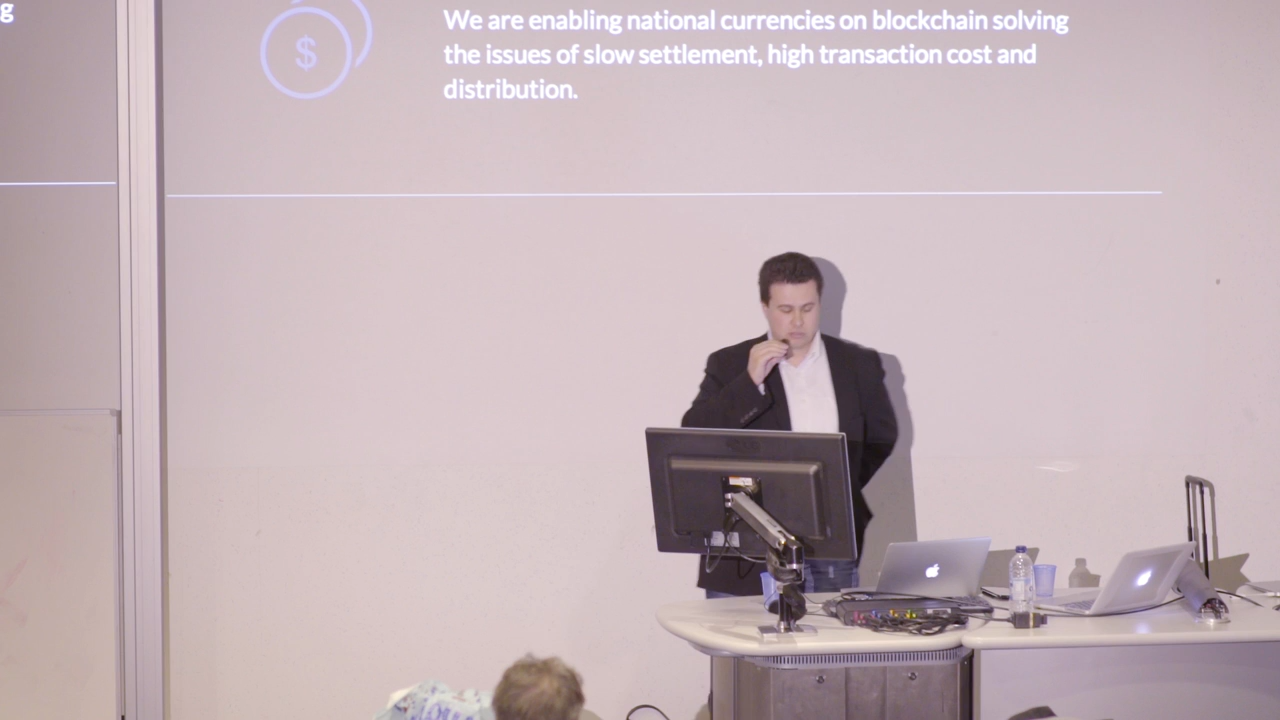 g
We are enabling national currencies on blockchain solving
the issues of slow settlement, high transaction cost and
distribution.
$